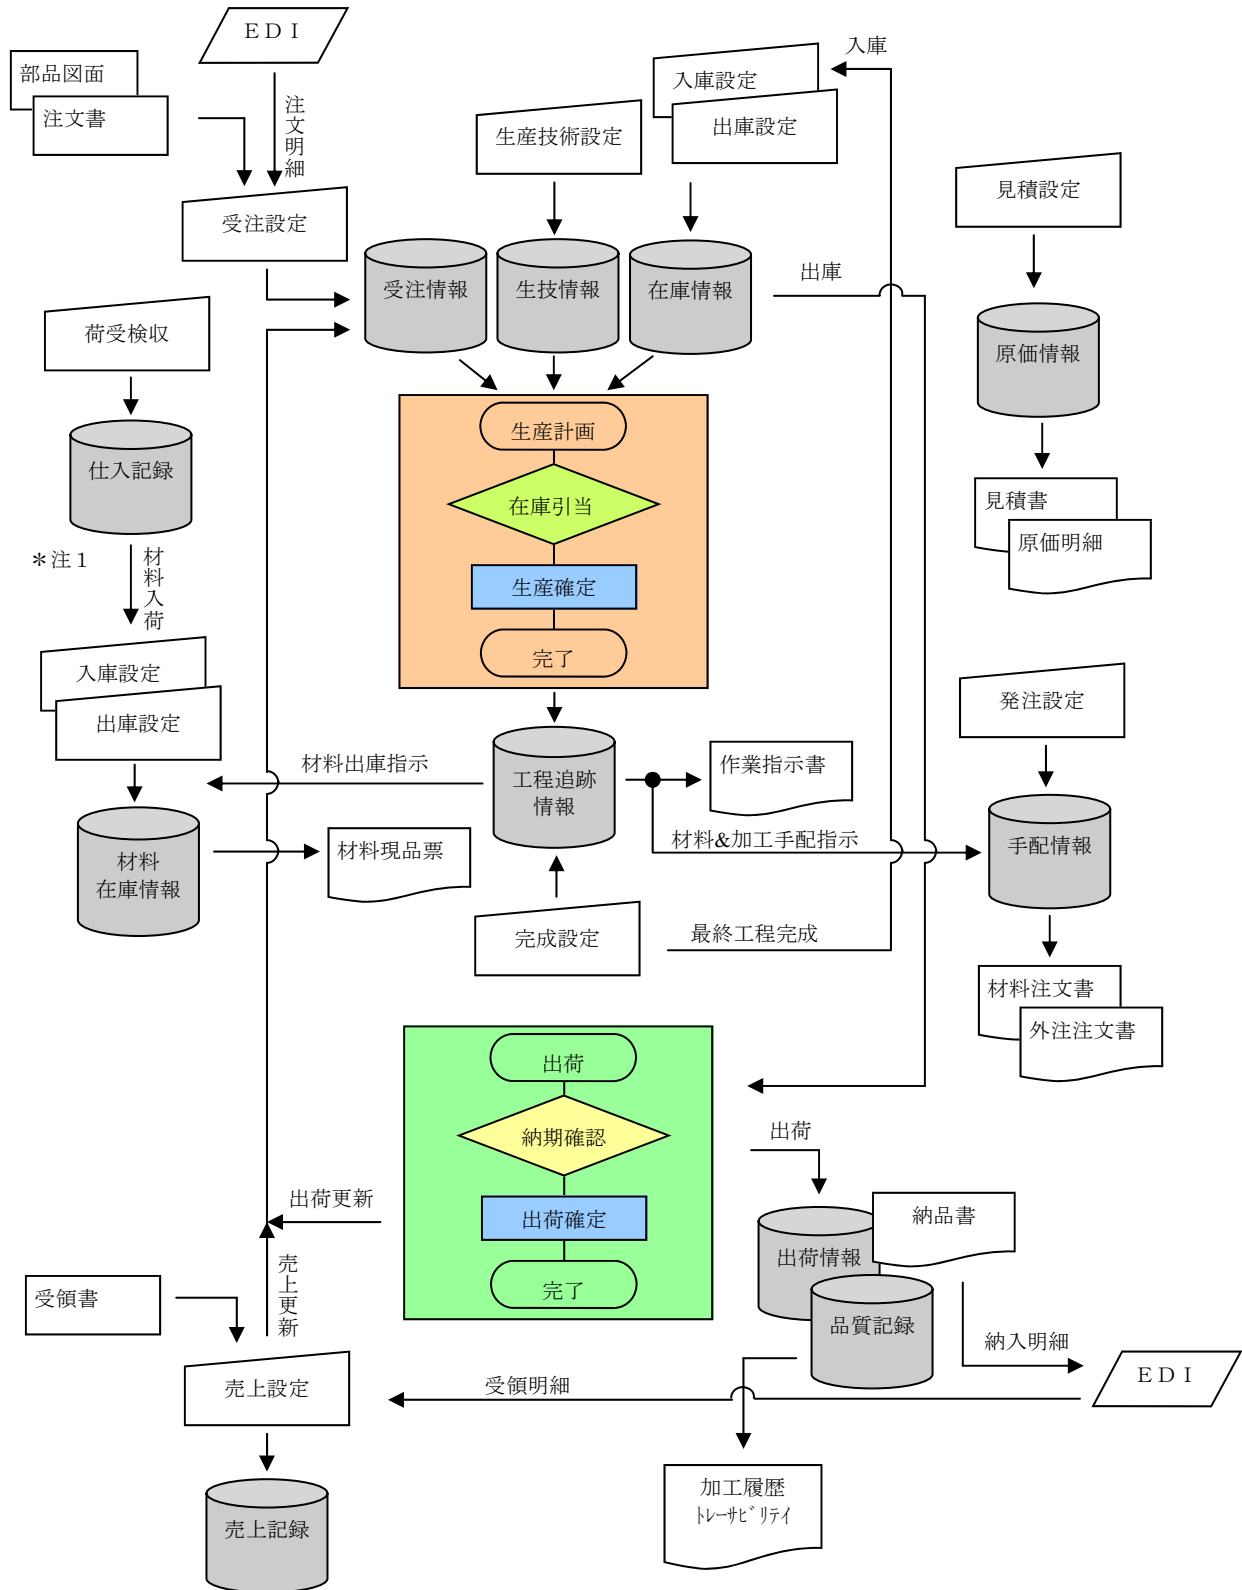 ＥＤＩ
部品図面
注文書
注文明細
受注設定
生産技術設定
入庫設定
出庫設定
入庫
見積設定
受注情報
生技情報
在庫情報
出庫
原価情報
荷受検収
仕入記録
＊注１
材料入荷
生産計画
在庫引当
生産確定
完了
見積書
原価明細
入庫設定
出庫設定
発注設定
材料出庫指示
工程追跡
情報
作業指示書
材料&加工手配指示
手配情報
材料
在庫情報
材料現品票
完成設定
最終工程完成
材料注文書
外注注文書
出荷
納期確認
出荷確定
完了
出荷
出荷更新
売上更新
納品書
出荷情報
品質記録
受領書
売上設定
受領明細
納入明細
ＥＤＩ
売上記録
加工履歴
ﾄﾚｰｻﾋﾞﾘﾃｲ